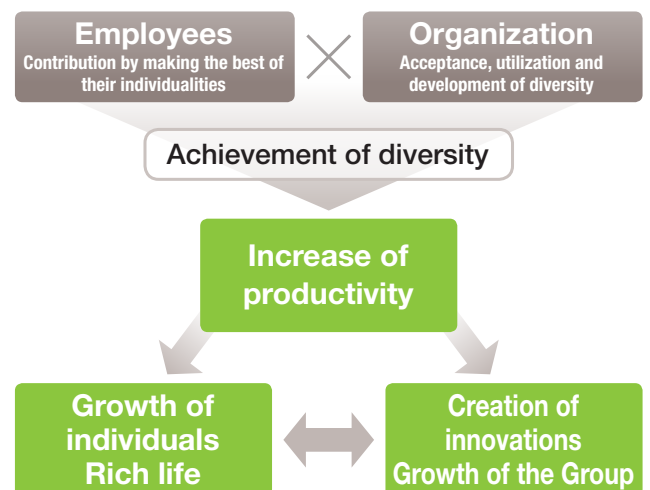 Employees
Contribution by making the best of
their individualities
Organization
Acceptance, utilization and
development of diversity
Achievement of diversity
Increase of
productivity
Growth of
individuals
Rich life
Creation of
innovations
Growth of the Group